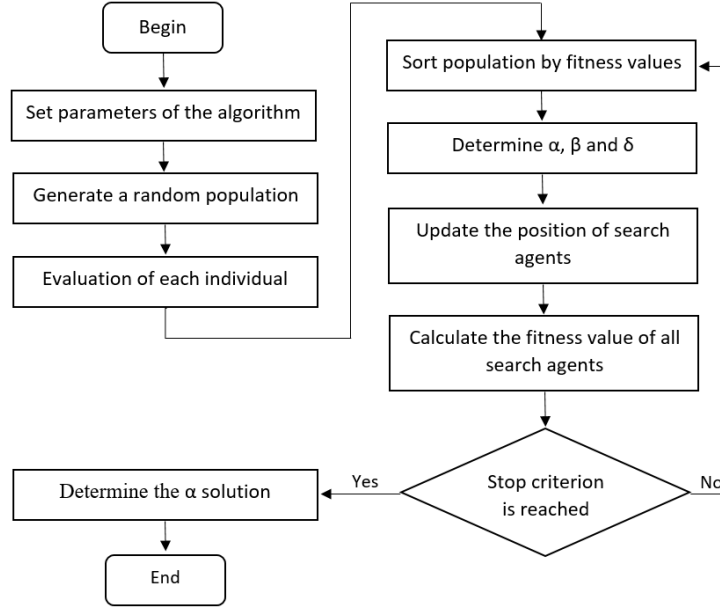 Begin
Set parameters of the algorithm
Generate a random population
Evaluation of each individual
Sort population by fitness values
Determine α, β and δ
Update the position of search
agents
Calculate the fitness value of all
search agents
Stop criterion
is reached
Yes
No
Determine the α solution
End